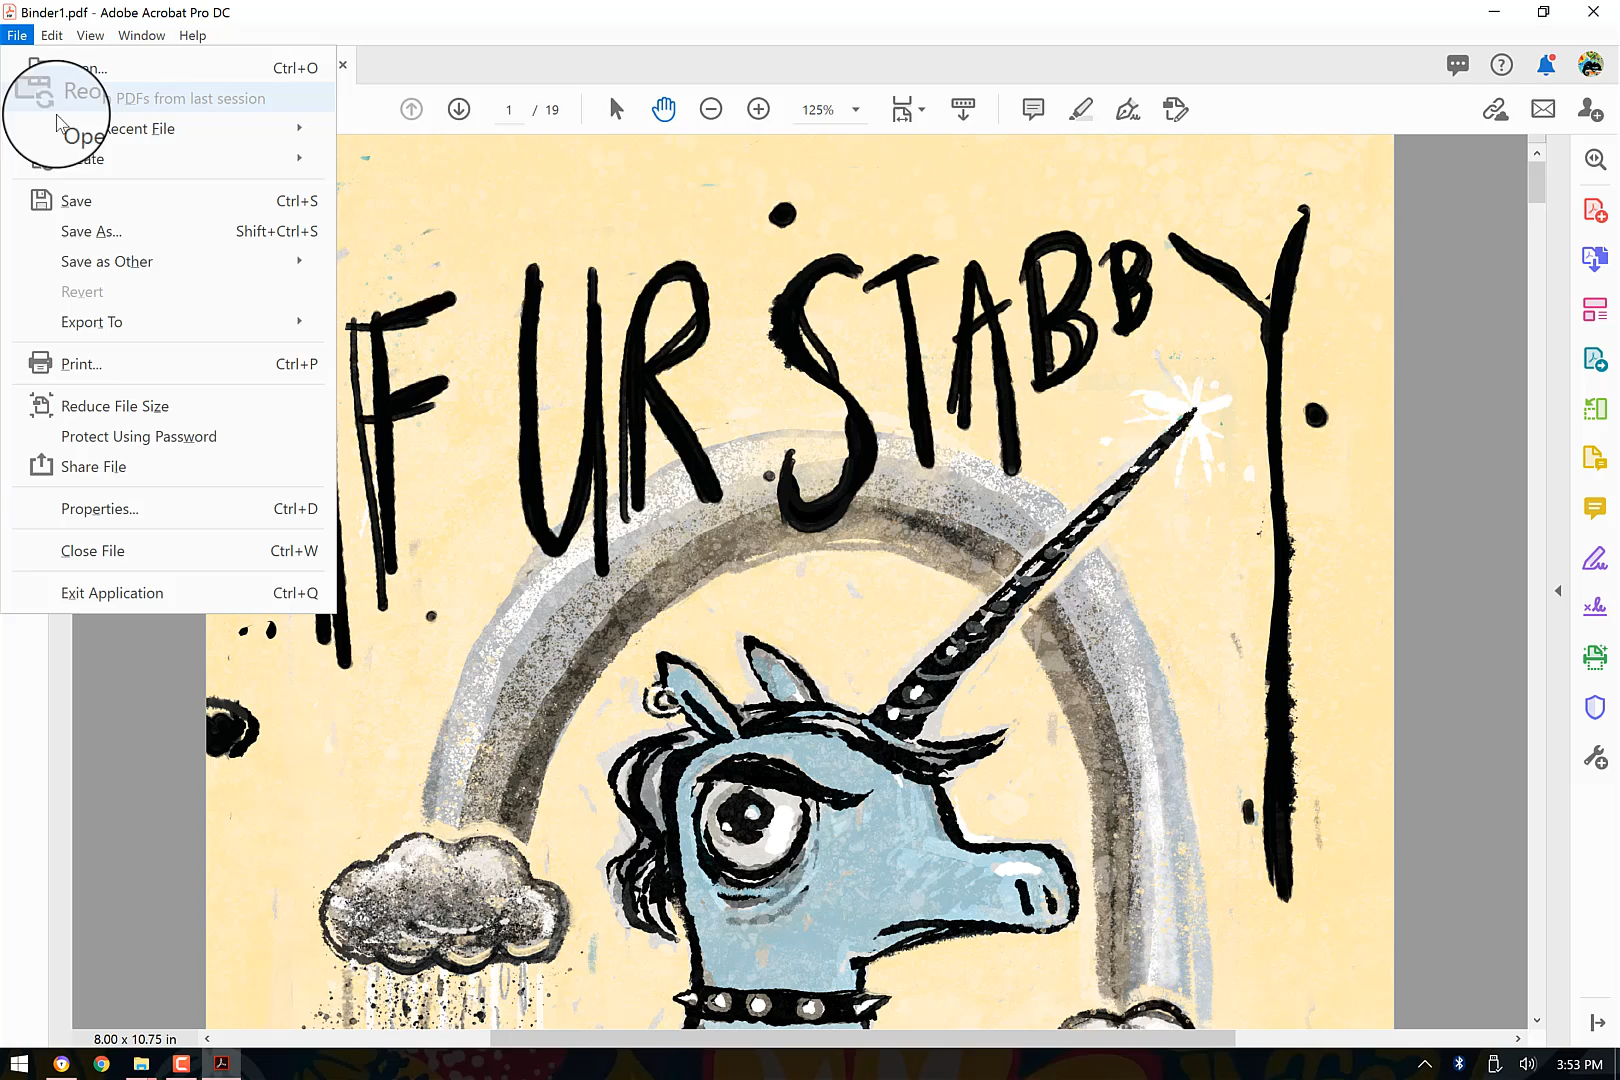 Binder1.pdf - Adobe Acrobat Pro DC
File Edit View Window Help
Ctrl+O
Reo PDFs from last session
Ope Recent File
Create
1 / 19
125%
Save Ctrl+S
Save As... Shift+Ctrl+S
Save as Other
Revert
Export To
Print... Ctrl+P
Reduce File Size
Protect Using Password
Share File
Properties... Ctrl+D
Close File Ctrl+W
Exit Application Ctrl+Q
F UR STABBY
8.00 x 10.75 in
3:53 PM